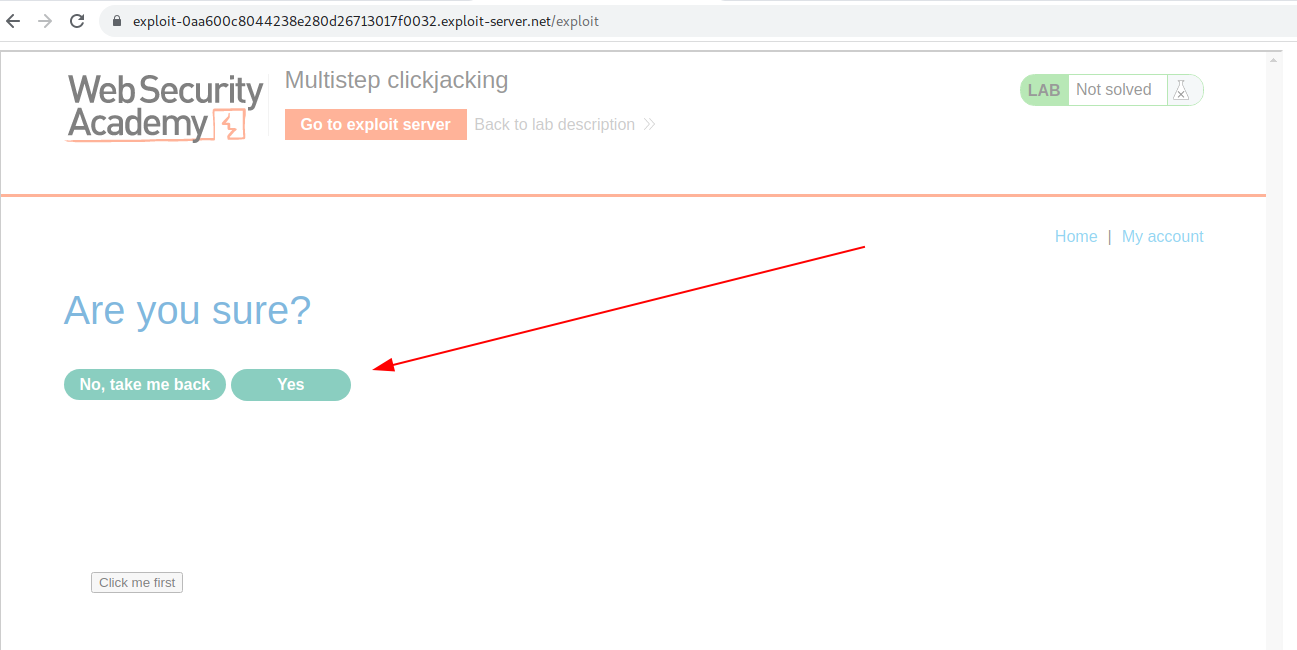 exploit-0aa600c8044238e280d26713017f0032.exploit-server.net/exploit
Web Security
Academy
Multistep clickjacking
Go to exploit server
Back to lab description
LAB
Not solved
Home | My account
Are you sure?
No, take me back
Yes
Click me first